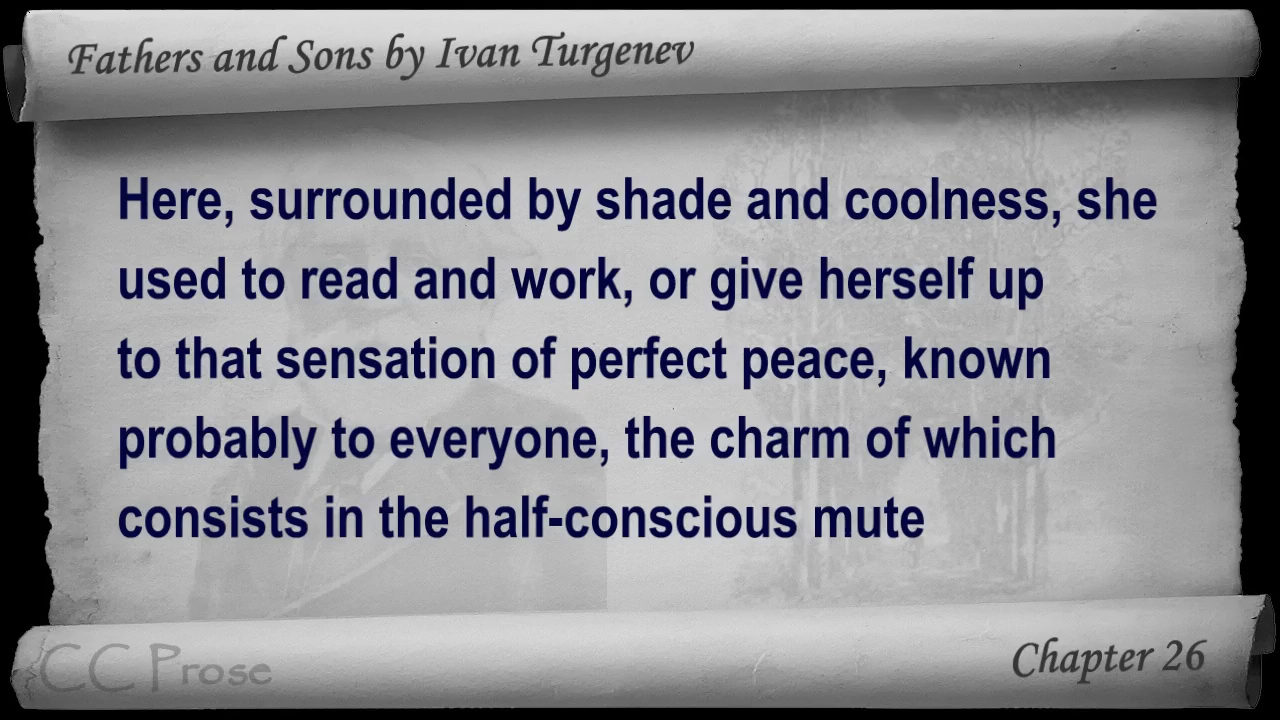 Fathers and Sons by Ivan Turgenev
Here, surrounded by shade and coolness, she
used to read and work, or give herself up
to that sensation of perfect peace, known
probably to everyone, the charm of which
consists in the half-conscious mute
CC Prose
Chapter 26